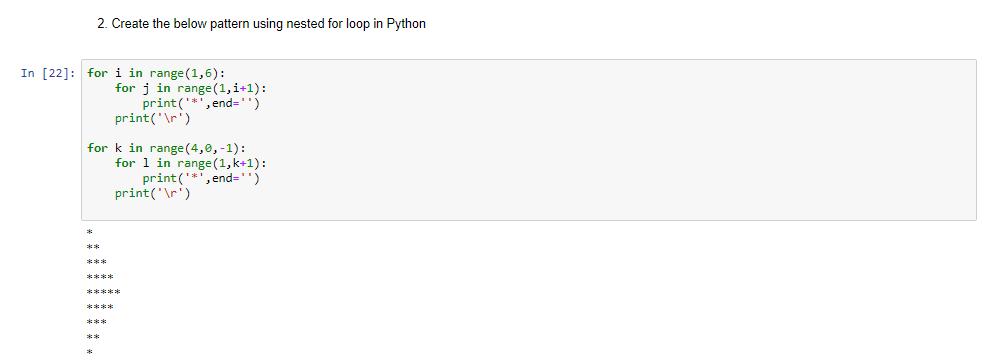 2. Create the below pattern using nested for loop in Python
In [22]: for i in range(1,6):
    for j in range(1,i+1):
        print('*',end='')
    print('\r')

for k in range(4,0,-1):
    for l in range(1,k+1):
        print('*',end='')
    print('\r')

*
**
***
****
*****
****
***
**
*